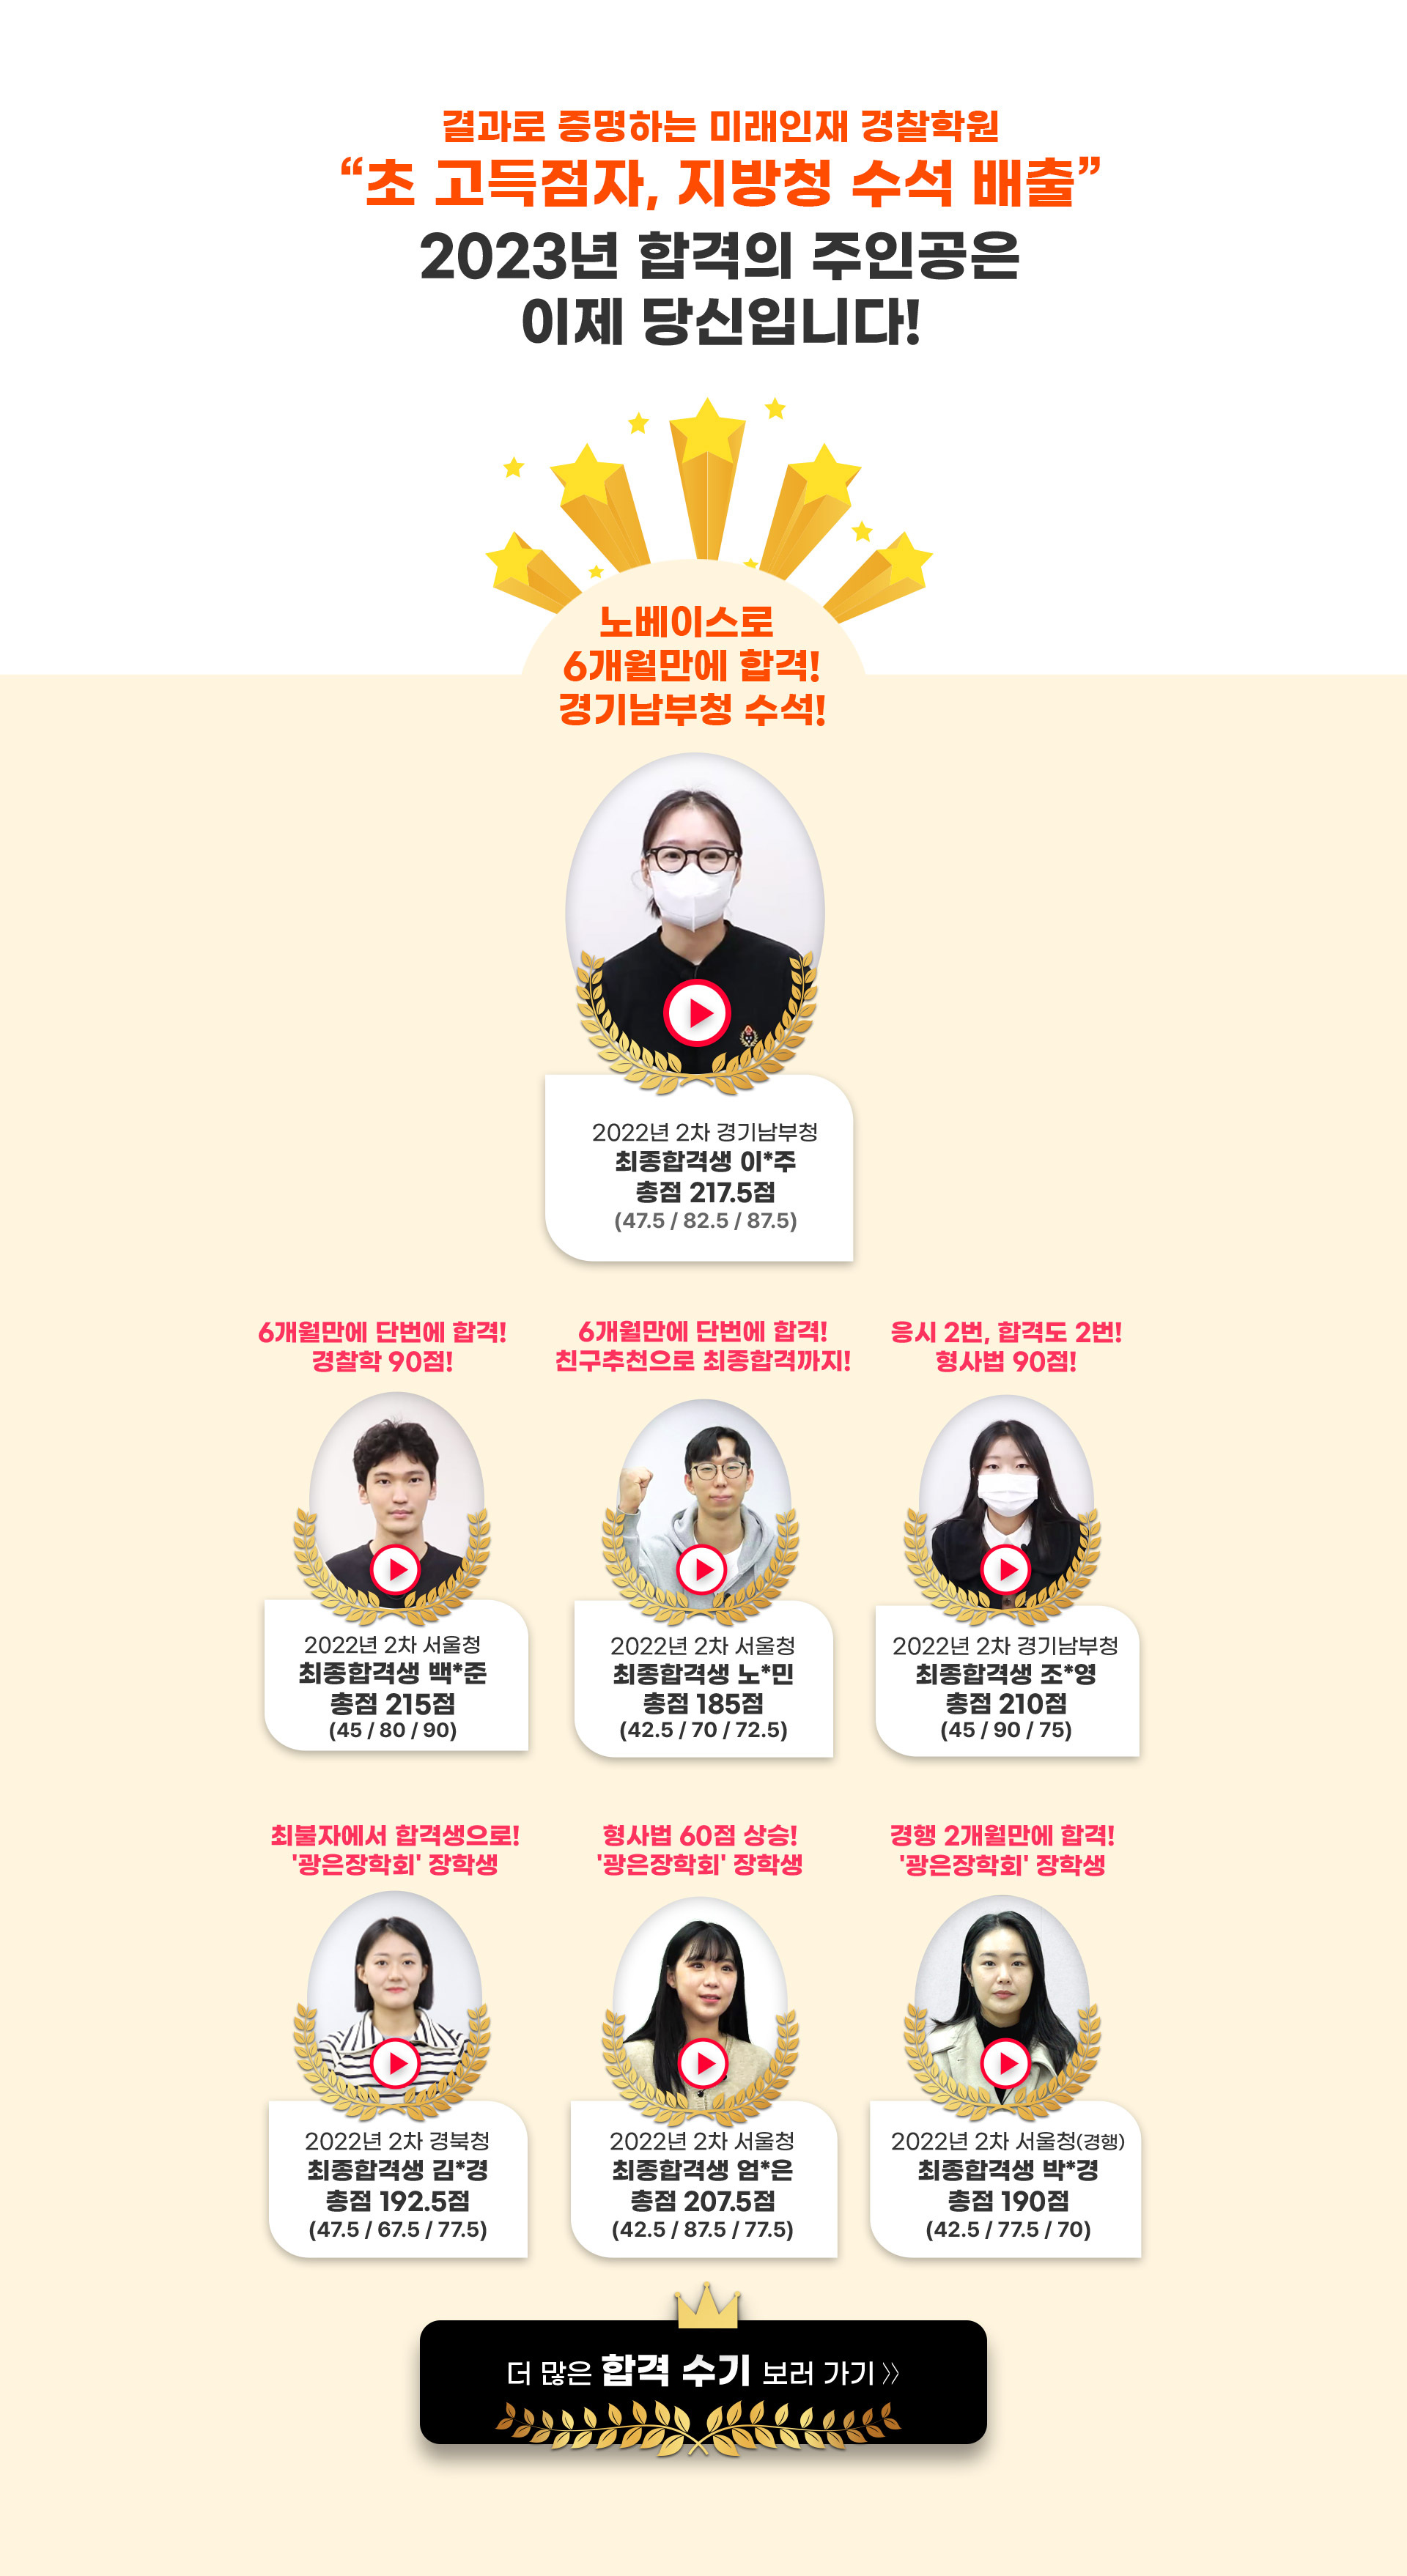 결과로 증명하는 미래인재 경찰학원
“초 고득점자, 지방청 수석 배출”
2023년 합격의 주인공은
이제 당신입니다!
노베이스로
6개월만에 합격!
경기남부청 수석!
2022년 2차 경기남부청
최종합격생 이*주
총점 217.5점
(47.5 / 82.5 / 87.5)
6개월만에 단번에 합격!
경찰학 90점!
2022년 2차 서울청
최종합격생 백*준
총점 215점
(45 / 80 / 90)
6개월만에 단번에 합격!
친구추천으로 최종합격까지!
2022년 2차 서울청
최종합격생 노*민
총점 185점
(42.5 / 70 / 72.5)
응시 2번, 합격도 2번!
형사법 90점!
2022년 2차 경기남부청
최종합격생 조*영
총점 210점
(45 / 90 / 75)
최불자에서 합격생으로!
'광은장학회' 장학생
2022년 2차 경북청
최종합격생 김*경
총점 192.5점
(47.5 / 67.5 / 77.5)
형사법 60점 상승!
'광은장학회' 장학생
2022년 2차 서울청
최종합격생 엄*은
총점 207.5점
(42.5 / 87.5 / 77.5)
경행 2개월만에 합격!
'광은장학회' 장학생
2022년 2차 서울청(경행)
최종합격생 박*경
총점 190점
(42.5 / 77.5 / 70)
더 많은 합격 수기 보러 가기 》